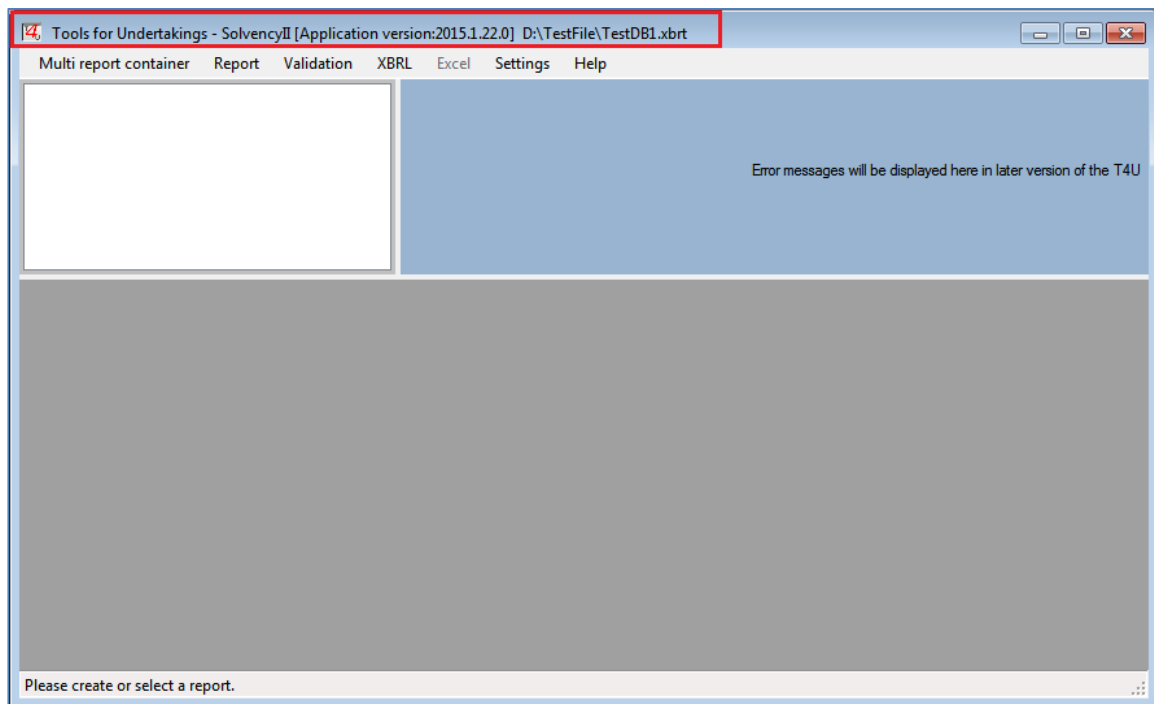 Tools for Undertakings - SolvencyII [Application version:2015.1.22.0] D:\TestFile\TestDB1.xbrt
Multi report container Report Validation XBRL Excel Settings Help
Error messages will be displayed here in later version of the T4U
Please create or select a report.